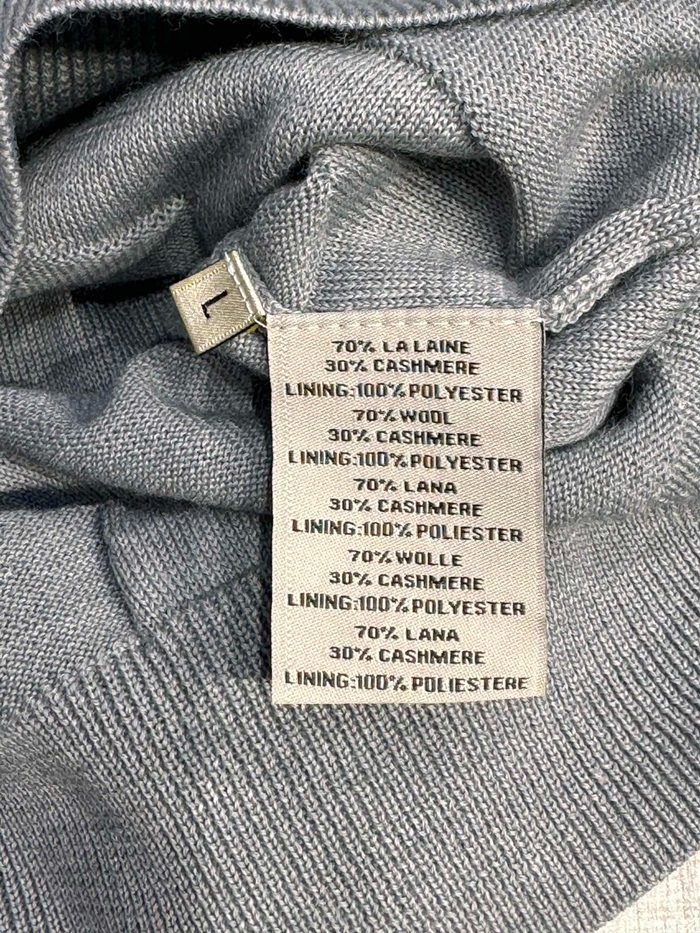 L
70% LA LAINE
30% CASHMERE
LINING:100%POLYESTER
70%WOOL
30% CASHMERE
LINING:100%POLYESTER
70% LANA
30% CASHMERE
LINING:100% POLIESTER
70%WOLLE
30% CASHMERE
LINING:100%POLYESTER
70% LANA
30% CASHMERE
LINING:100% POLIESTERE